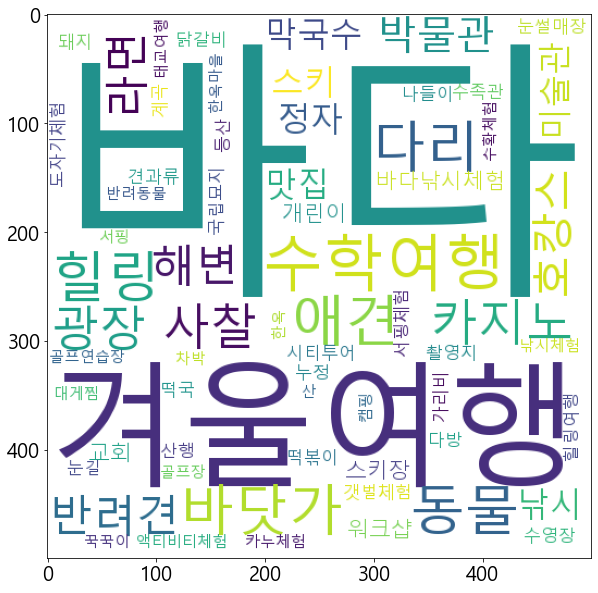 0
돼지
라면
태교여행
닭갈비
막국수
박물관
눈썰매장
바다
계곡
한옥마을
스키
나들이
수족관
미술관
100
도자기체험
등산
정자
다리
수확체험
견과류
반려동물
국립묘지
맛집
개린이
바다낚시체험
호캉스
200
서핑
힐링
해변
수학여행
광장
사찰
한옥
애견
서핑체험
카지노
300
골프연습장
차박
시티투어
촬영지
낚시체험
누정
대게찜
떡국
산
겨울여행
캠핑
가리비
힐링여행
400
교회
산행
떡볶이
다방
눈길
골프장
스키장
반려견
바닷가
갯벌체험
동물
낚시
워크샵
꾹꾹이
액티비티체험
카누체험
수영장
0
100
200
300
400